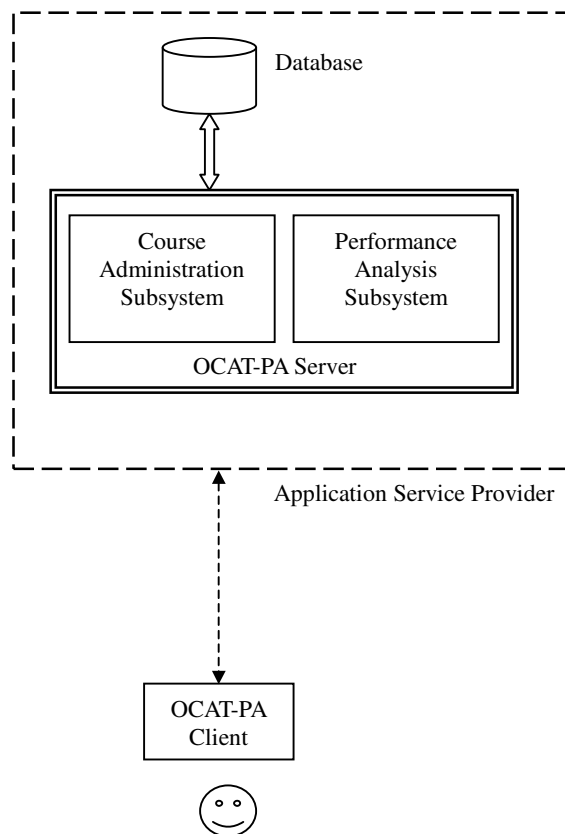 Database
Course
Administration
Subsystem
Performance
Analysis
Subsystem
OCAT-PA Server
Application Service Provider
OCAT-PA
Client